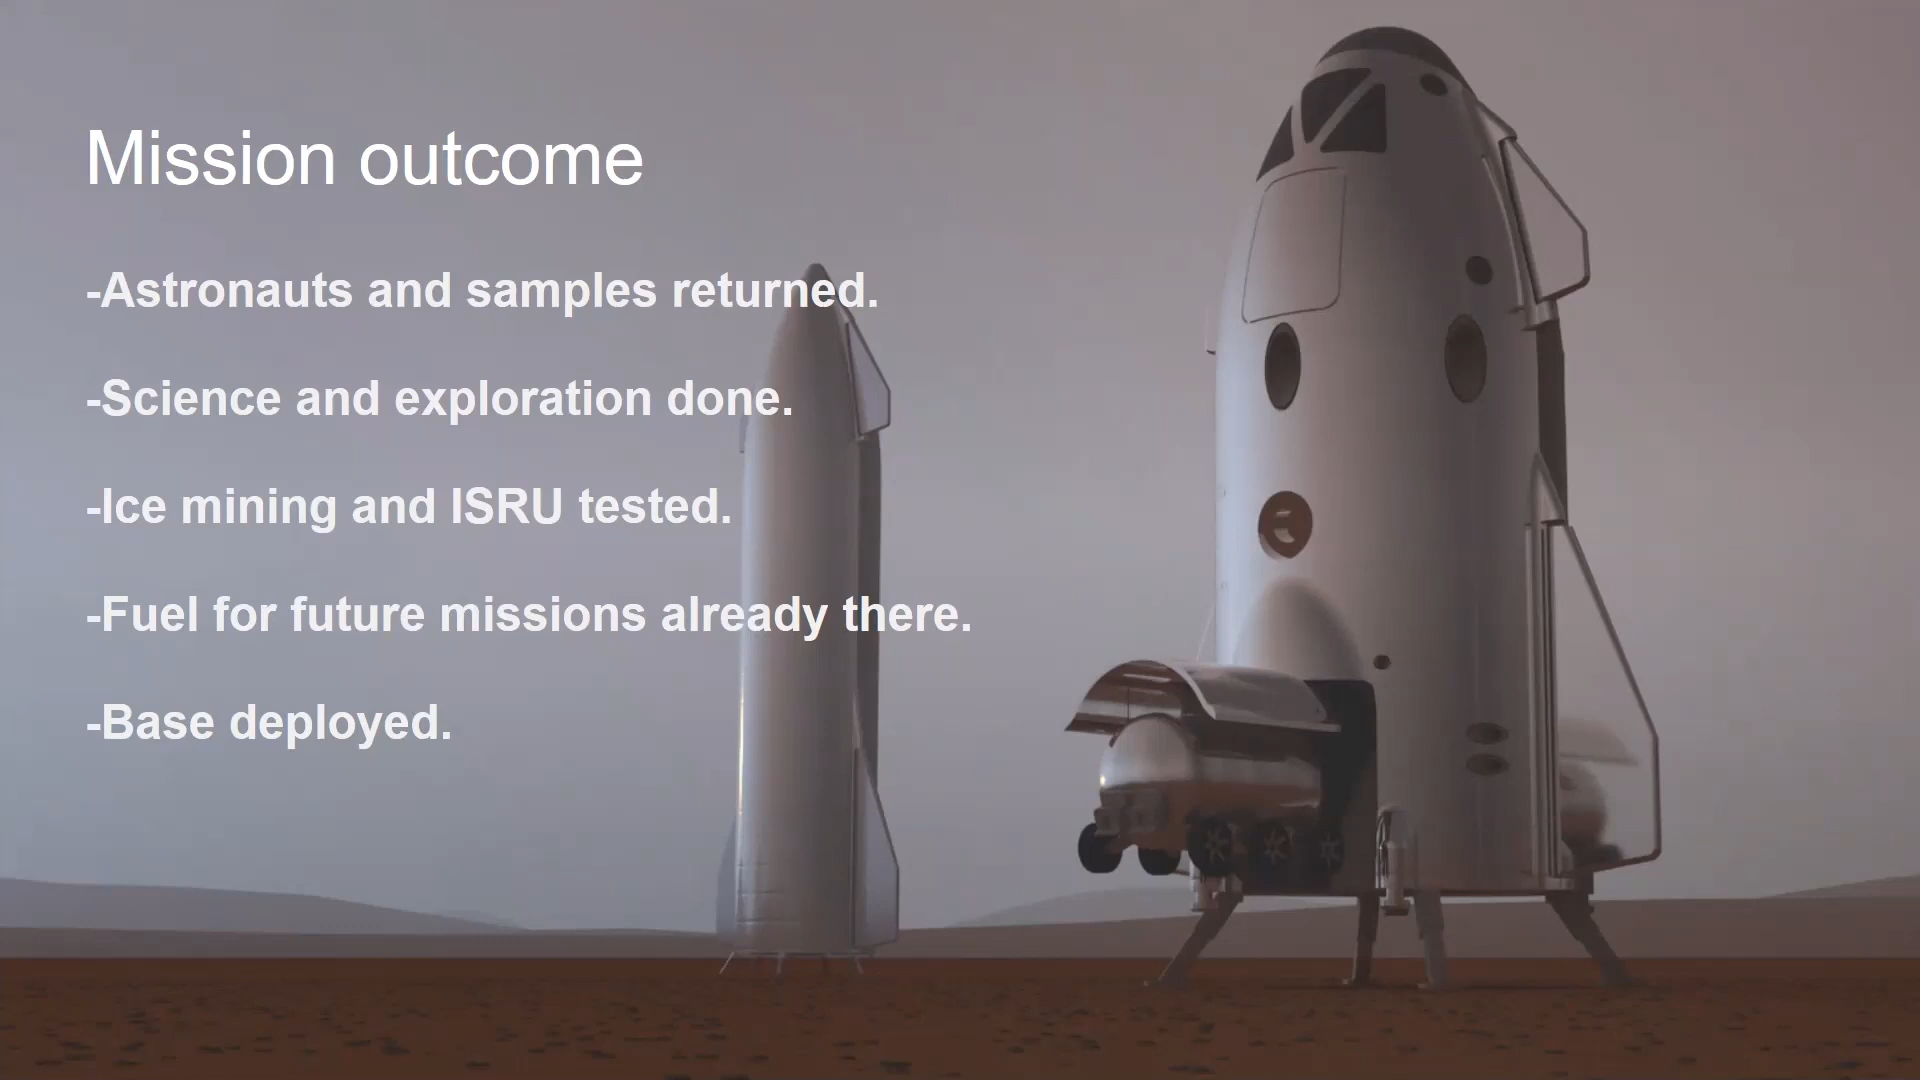 Mission outcome
-Astronauts and samples returned.
-Science and exploration done.
-Ice mining and ISRU tested.
-Fuel for future missions already there.
-Base deployed.